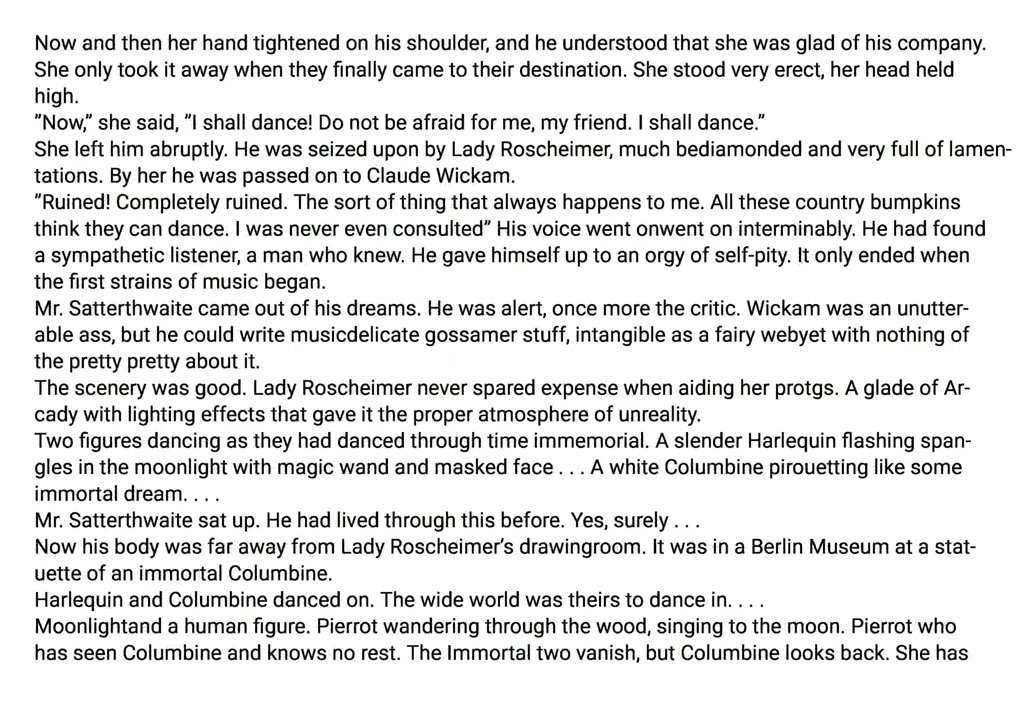 Now and then her hand tightened on his shoulder, and he understood that she was glad of his company.
She only took it away when they finally came to their destination. She stood very erect, her head held
high.
”Now,” she said, ”I shall dance! Do not be afraid for me, my friend. I shall dance.”
She left him abruptly. He was seized upon by Lady Roscheimer, much bediamonded and very full of lamen-
tations. By her he was passed on to Claude Wickam.
”Ruined! Completely ruined. The sort of thing that always happens to me. All these country bumpkins
think they can dance. I was never even consulted” His voice went onwent on interminably. He had found
a sympathetic listener, a man who knew. He gave himself up to an orgy of self-pity. It only ended when
the first strains of music began.
Mr. Satterthwaite came out of his dreams. He was alert, once more the critic. Wickam was an unutter-
able ass, but he could write musicdelicate gossamer stuff, intangible as a fairy webyet with nothing of
the pretty pretty about it.
The scenery was good. Lady Roscheimer never spared expense when aiding her protgs. A glade of Ar-
cady with lighting effects that gave it the proper atmosphere of unreality.
Two figures dancing as they had danced through time immemorial. A slender Harlequin flashing span-
gles in the moonlight with magic wand and masked face . . . A white Columbine pirouetting like some
immortal dream. . . .
Mr. Satterthwaite sat up. He had lived through this before. Yes, surely . . .
Now his body was far away from Lady Roscheimer’s drawingroom. It was in a Berlin Museum at a stat-
uette of an immortal Columbine.
Harlequin and Columbine danced on. The wide world was theirs to dance in. . . .
Moonlightand a human figure. Pierrot wandering through the wood, singing to the moon. Pierrot who
has seen Columbine and knows no rest. The Immortal two vanish, but Columbine looks back. She has